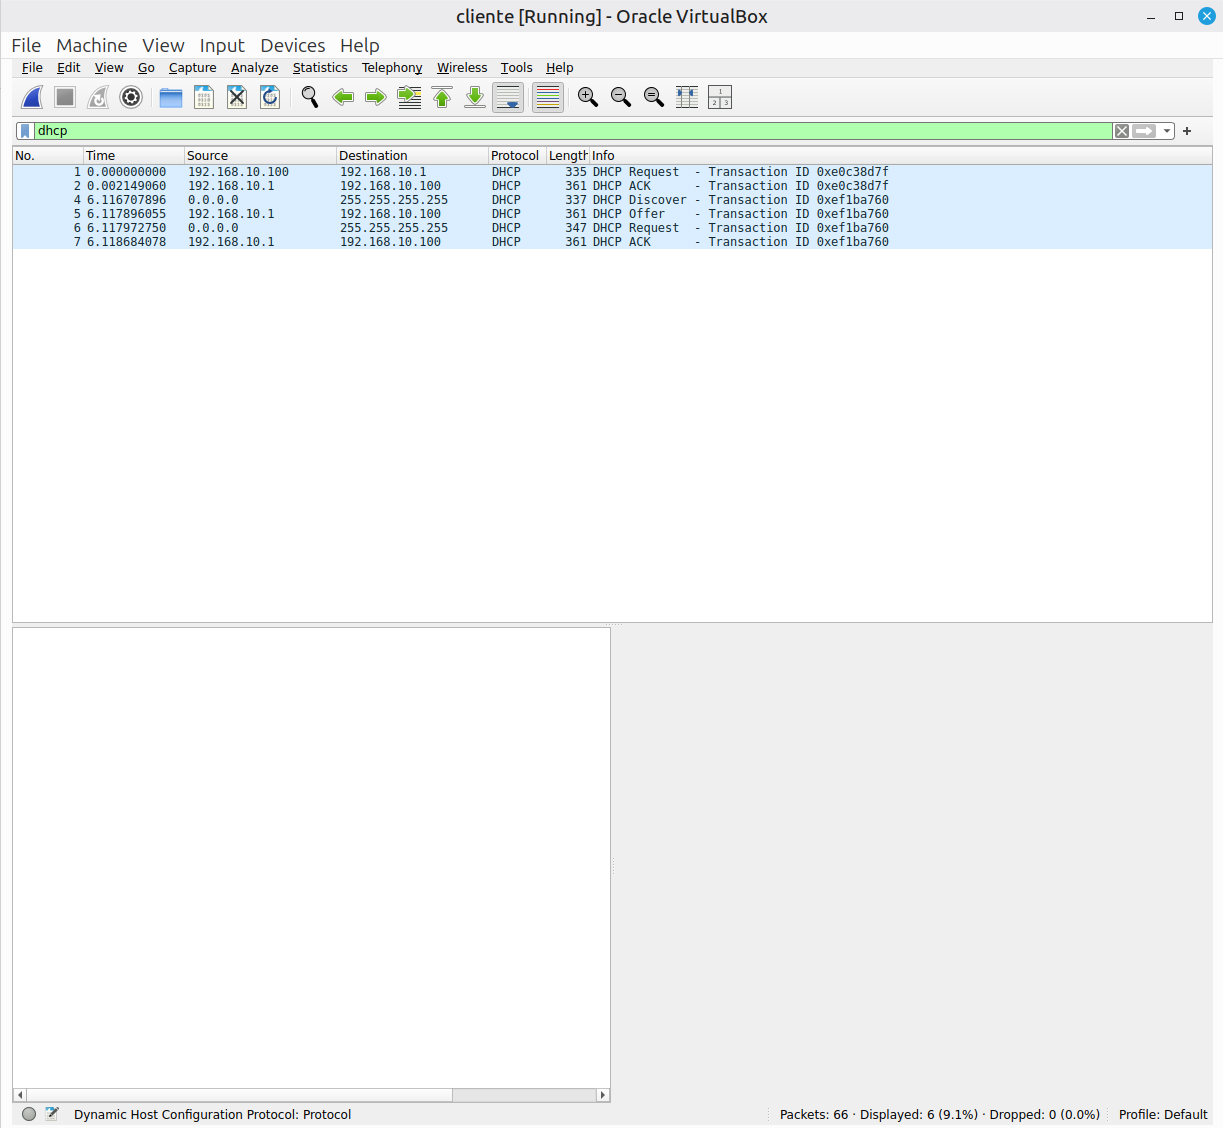 cliente [Running] - Oracle VirtualBox
File Machine View Input Devices Help
File Edit View Go Capture Analyze Statistics Telephony Wireless Tools Help
dhcp
No. Time Source Destination Protocol Length Info
1 0.000000000 192.168.10.100 192.168.10.1 DHCP 335 DHCP Request - Transaction ID 0xe0c38d7f
2 0.002149060 192.168.10.1 192.168.10.100 DHCP 361 DHCP ACK - Transaction ID 0xe0c38d7f
4 6.116707896 0.0.0.0 255.255.255.255 DHCP 337 DHCP Discover - Transaction ID 0xef1ba760
5 6.117896055 192.168.10.1 192.168.10.100 DHCP 361 DHCP Offer - Transaction ID 0xef1ba760
6 6.117972750 0.0.0.0 255.255.255.255 DHCP 347 DHCP Request - Transaction ID 0xef1ba760
7 6.118684078 192.168.10.1 192.168.10.100 DHCP 361 DHCP ACK - Transaction ID 0xef1ba760
Dynamic Host Configuration Protocol: Protocol Packets: 66 · Displayed: 6 (9.1%) · Dropped: 0 (0.0%) Profile: Default